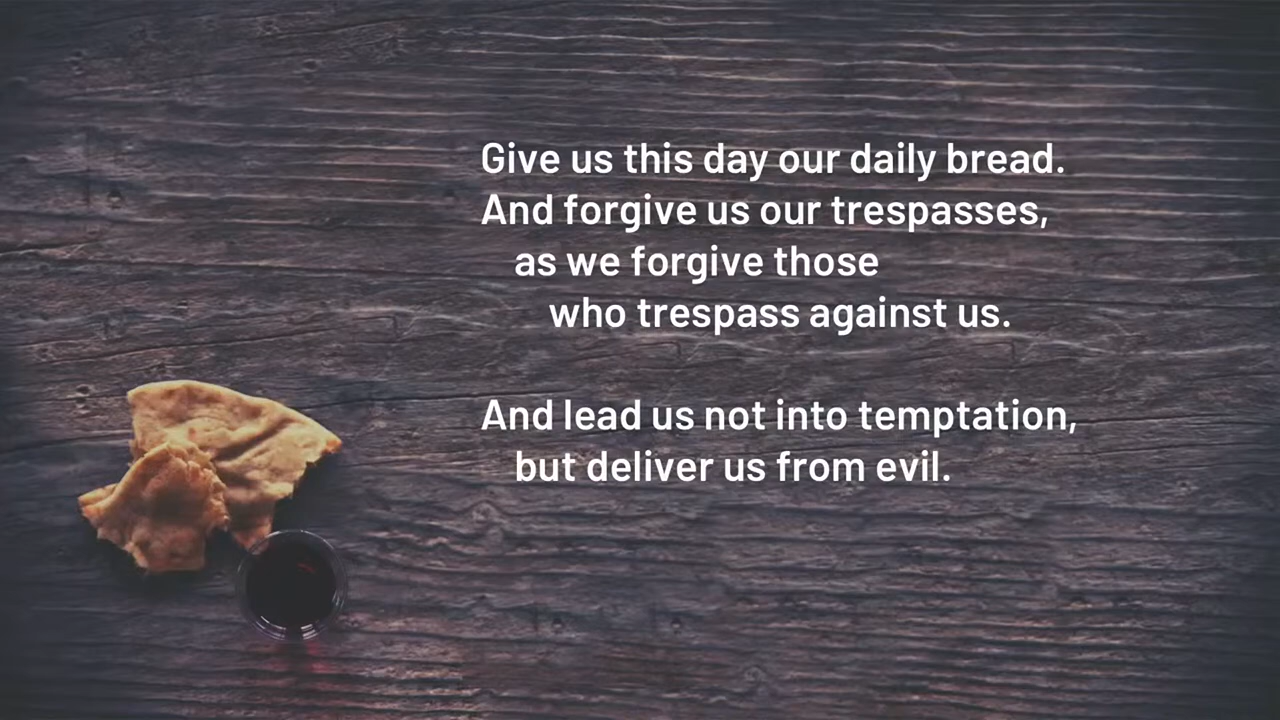 Give us this day our daily bread.
And forgive us our trespasses,
as we forgive those
who trespass against us.
And lead us not into temptation,
but deliver us from evil.